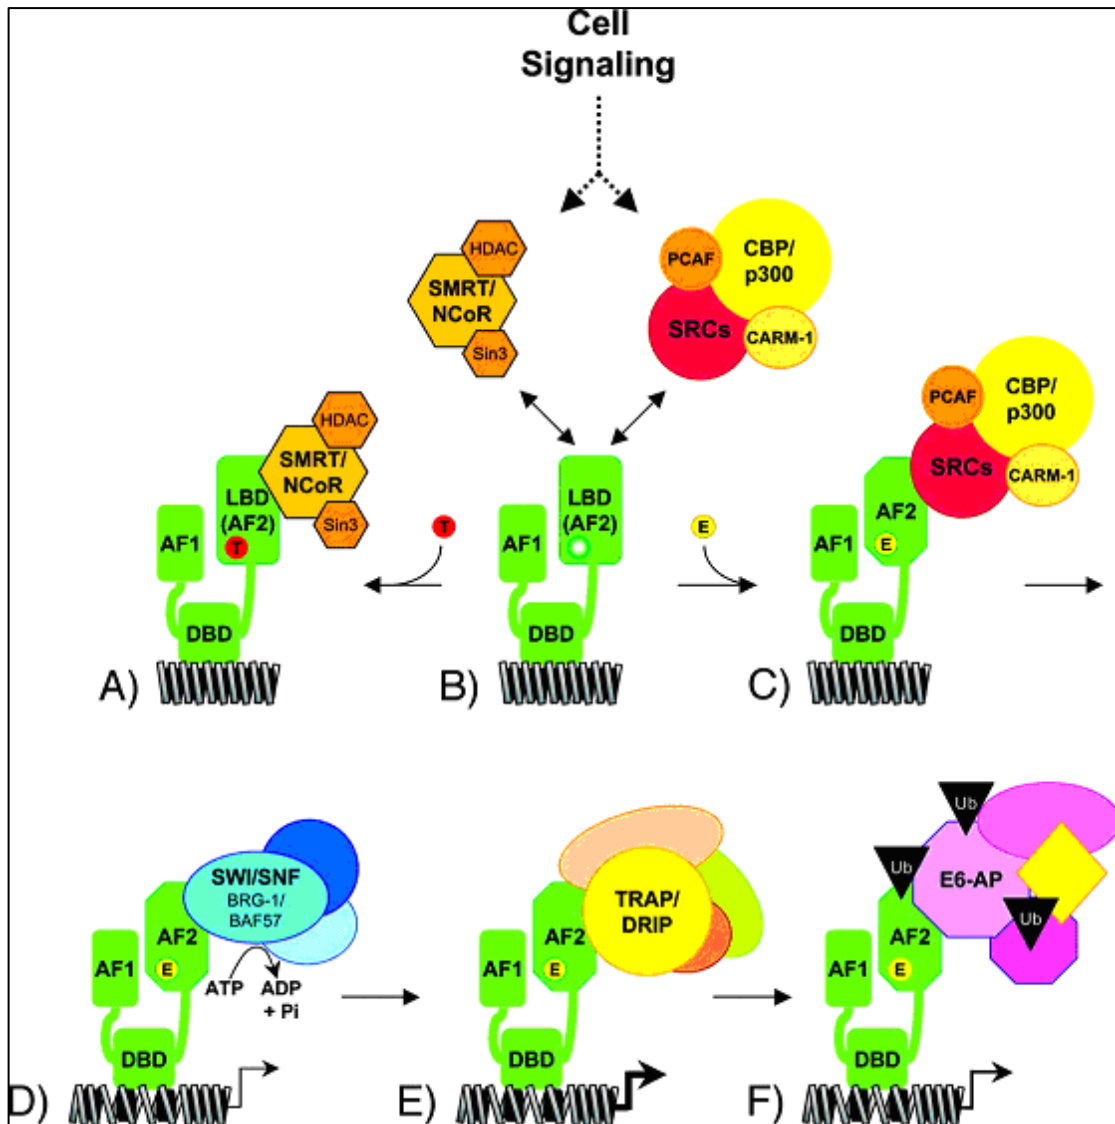 Cell
Signaling
HDAC
SMRT/
NCoR
Sin3
PCAF
CBP/
p300
SRCs
CARM-1
HDAC
SMRT/
NCoR
Sin3
LBD
(AF2)
T
AF1
DBD
A)
T
LBD
(AF2)
AF1
DBD
B)
E
PCAF
CBP/
p300
SRCs
CARM-1
AF2
E
AF1
DBD
C)
SWI/SNF
BRG-1/
BAF57
AF2
E
AF1
ATP
ADP
+ Pi
DBD
D)
TRAP/
DRIP
AF2
E
AF1
DBD
E)
Ub
Ub
E6-AP
Ub
AF2
E
AF1
DBD
F)